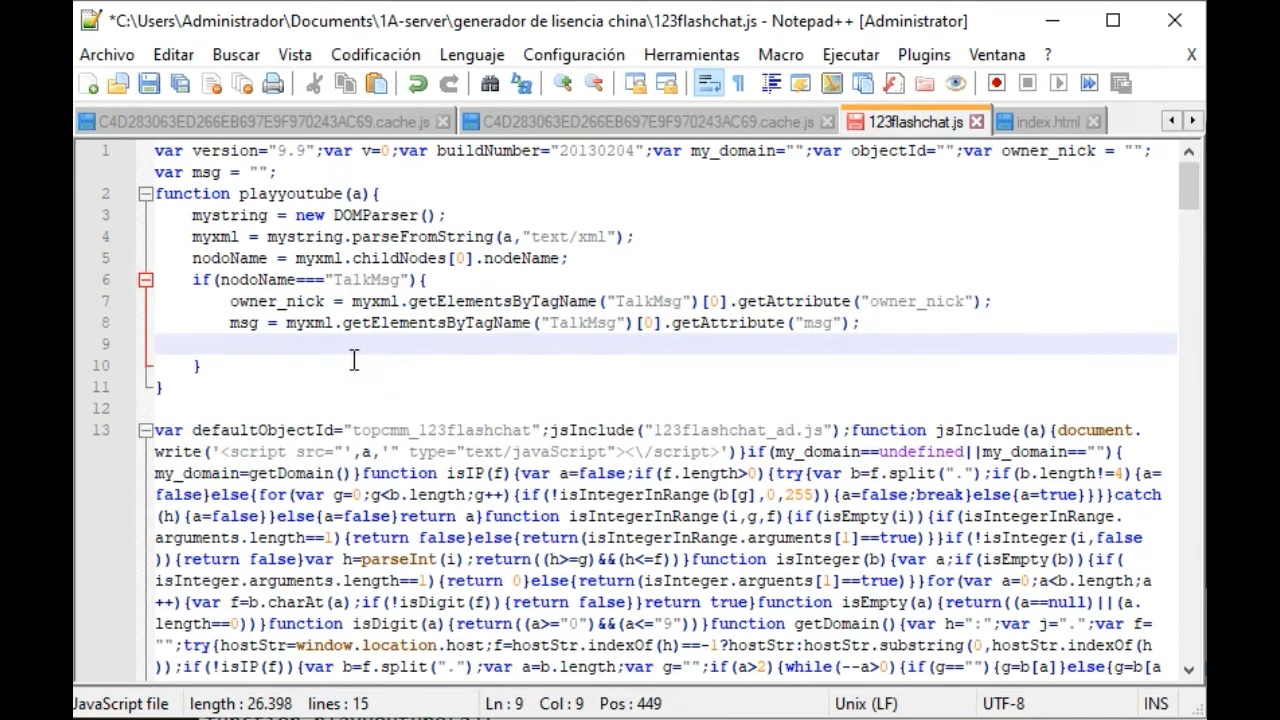 *C:\Users\Administrador\Documents\1A-server\generador de lisencia china\123flashchat.js - Notepad++ [Administrator]
Archivo Editar Buscar Vista Codificación Lenguaje Configuración Herramientas Macro Ejecutar Plugins Ventana ? X
C4D283063ED266EB697E9F970243AC69.cache.js C4D283063ED266EB697E9F970243AC69.cache.js 123flashchat.js index.html
1 var version="9.9";var v=0;var buildNumber="20130204";var my_domain="";var objectId="";var owner_nick = "";
var msg = "";
2 function playyoutube(a){
3 mystring = new DOMParser();
4 myxml = mystring.parseFromString(a,"text/xml");
5 nodoName = myxml.childNodes[0].nodeName;
6 if(nodoName==="TalkMsg"){
7 owner_nick = myxml.getElementsByTagName("TalkMsg")[0].getAttribute("owner_nick");
8 msg = myxml.getElementsByTagName("TalkMsg")[0].getAttribute("msg");
9
10 }
11 }
12
13 var defaultObjectId="topcmm_123flashchat";jsInclude("123flashchat_ad.js");function jsInclude(a){document.
write('<script src="',a,'" type="text/javascript"><\/script>')}if(my_domain==undefined||my_domain==""){
my_domain=getDomain()}function isIP(f){var a=false;if(f.length>0){try{var b=f.split(".");if(b.length!=4){a=
false}else{for(var g=0;g<b.length;g++){if(!isIntegerInRange(b[g],0,255)){a=false;break}else{a=true}}}}catch
(h){a=false}}else{a=false}return a}function isIntegerInRange(i,g,f){if(isEmpty(i)){if(isIntegerInRange.
arguments.length==1){return false}else{return(isIntegerInRange.arguments[1]==true)}}if(!isInteger(i,false
)){return false}var h=parseInt(i);return((h>=g)&&(h<=f))}function isInteger(b){var a;if(isEmpty(b)){if(
isInteger.arguments.length==1){return 0}else{return(isInteger.arguents[1]==true)}}for(var a=0;a<b.length;a
++){var f=b.charAt(a);if(!isDigit(f)){return false}}return true}function isEmpty(a){return((a==null)||(a.
length==0))}function isDigit(a){return((a>="0")&&(a<="9"))}function getDomain(){var h=":";var j=".";var f=
"";try{hostStr=window.location.host;f=hostStr.indexOf(h)==-1?hostStr:hostStr.substring(0,hostStr.indexOf(h
));if(!isIP(f)){var b=f.split(".");var a=b.length;var g="";if(a>2){while(--a>0){if(g==""){g=b[a]}else{g=b[a
JavaScript file length : 26.398 lines : 15 Ln : 9 Col : 9 Pos : 449 Unix (LF) UTF-8 INS